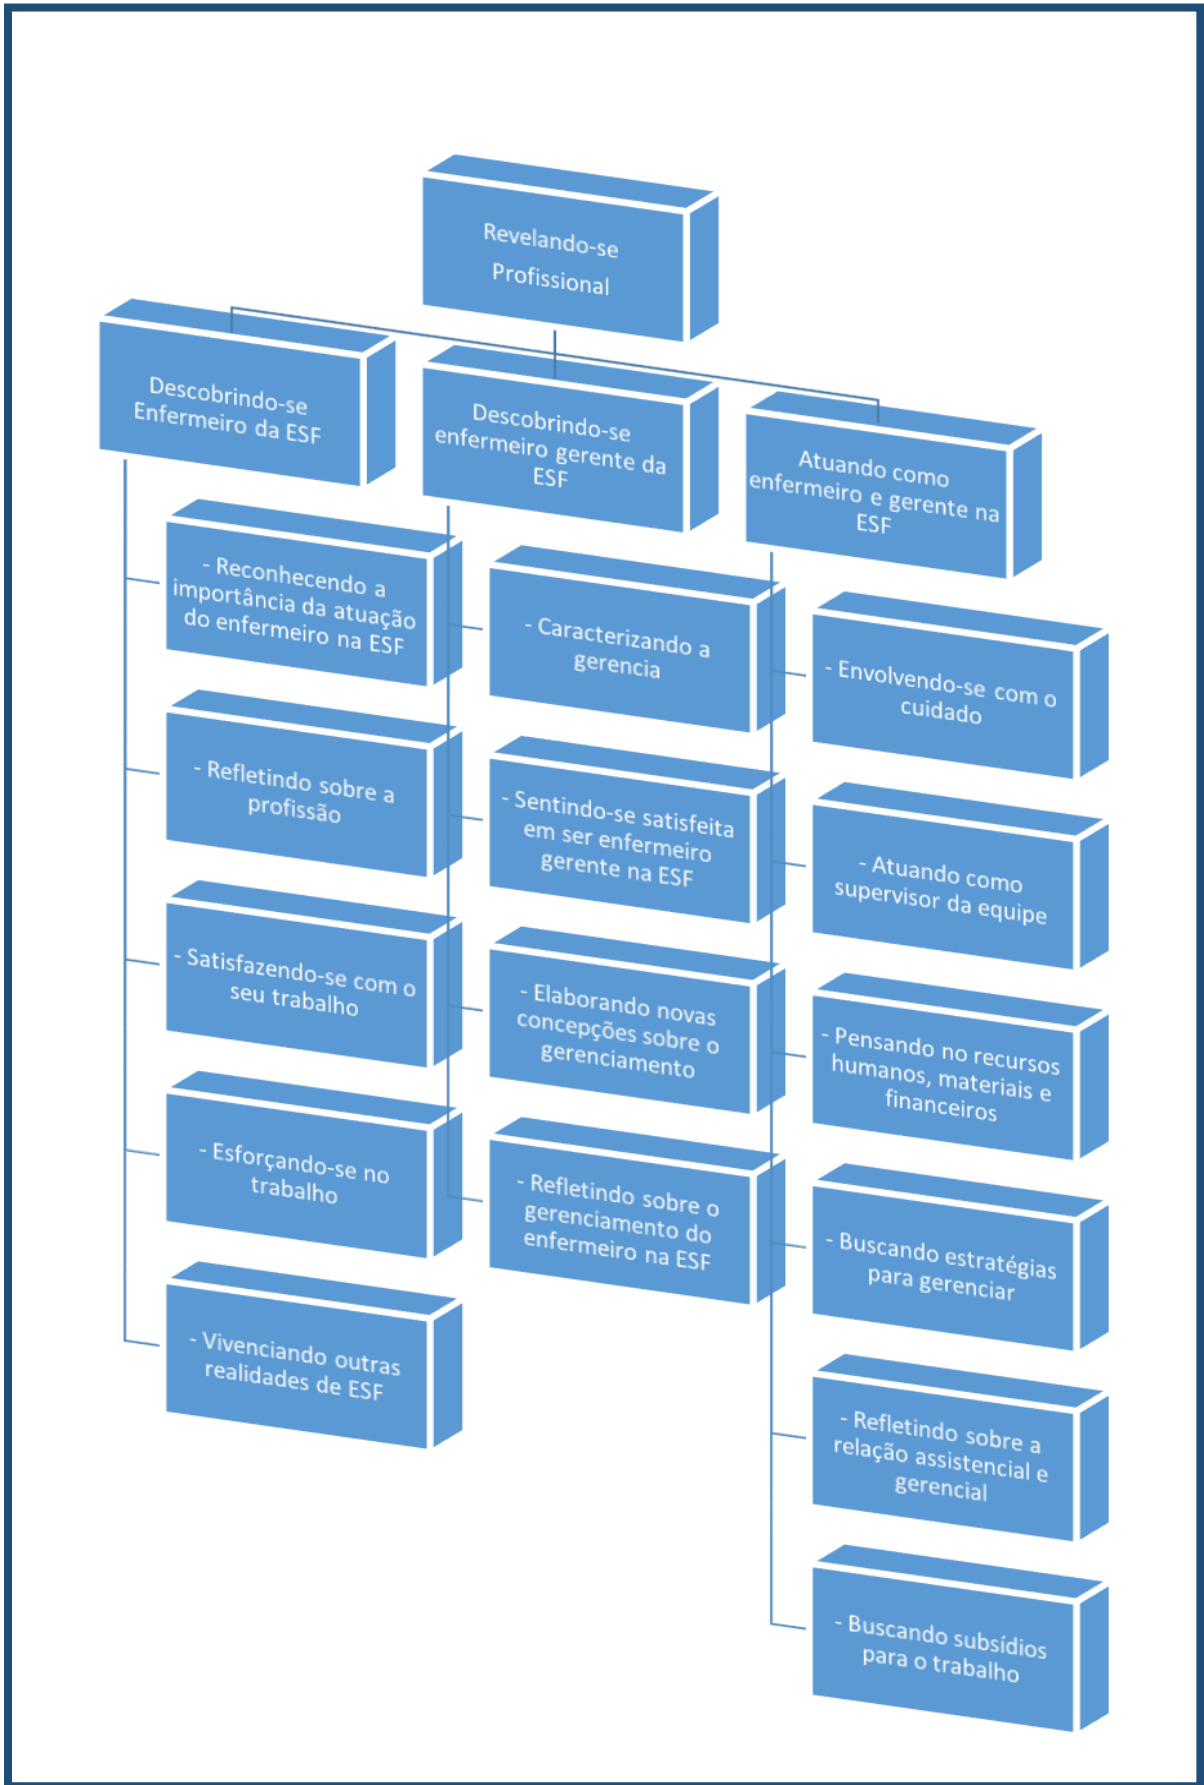 Revelando-se
Profissional
Descobrindo-se
Enfermeiro da ESF
Descobrindo-se
enfermeiro gerente da
ESF
Atuando como
enfermeiro e gerente na
ESF
- Reconhecendo a
importância da atuação
do enfermeiro na ESF
- Refletindo sobre a
profissão
- Satisfazendo-se com o
seu trabalho
- Esforçando-se no
trabalho
- Vivenciando outras
realidades de ESF
- Caracterizando a
gerencia
- Sentindo-se satisfeita
em ser enfermeiro
gerente na ESF
- Elaborando novas
concepções sobre o
gerenciamento
- Refletindo sobre o
gerenciamento do
enfermeiro na ESF
- Envolvendo-se com o
cuidado
- Atuando como
supervisor da equipe
- Pensando no recursos
humanos, materiais e
financeiros
- Buscando estratégias
para gerenciar
- Refletindo sobre a
relação assistencial e
gerencial
- Buscando subsídios
para o trabalho